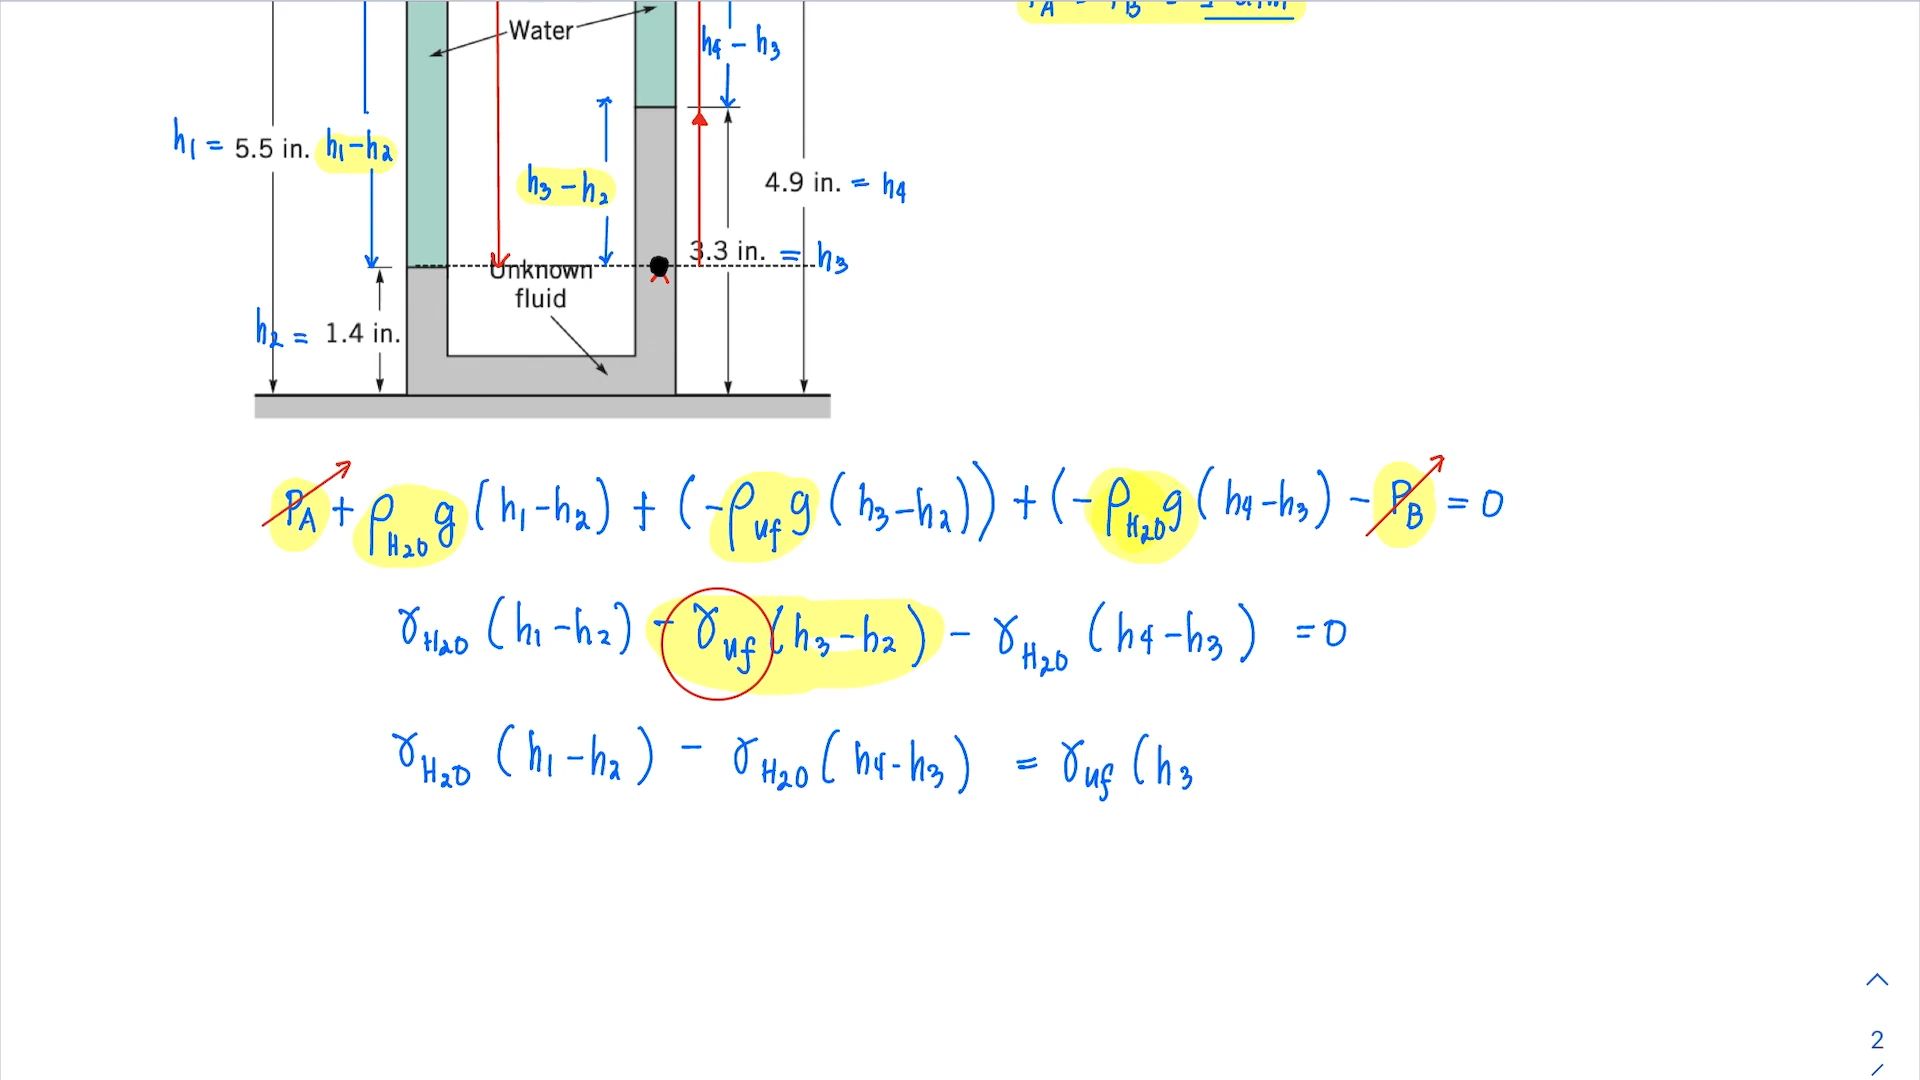 Water
h4 - h3
h1 = 5.5 in. h1-h2
h3 - h2
4.9 in. = h4
3.3 in. = h3
Unknown
fluid
h2 = 1.4 in.
PA + ρH2O g (h1-h2) + (-ρuf g (h3-h2)) + (-ρH2O g (h4-h3) - PB = 0
γH2O (h1-h2) - γuf (h3-h2) - γH2O (h4-h3) = 0
γH2O (h1-h2) - γH2O (h4-h3) = γuf (h3
2